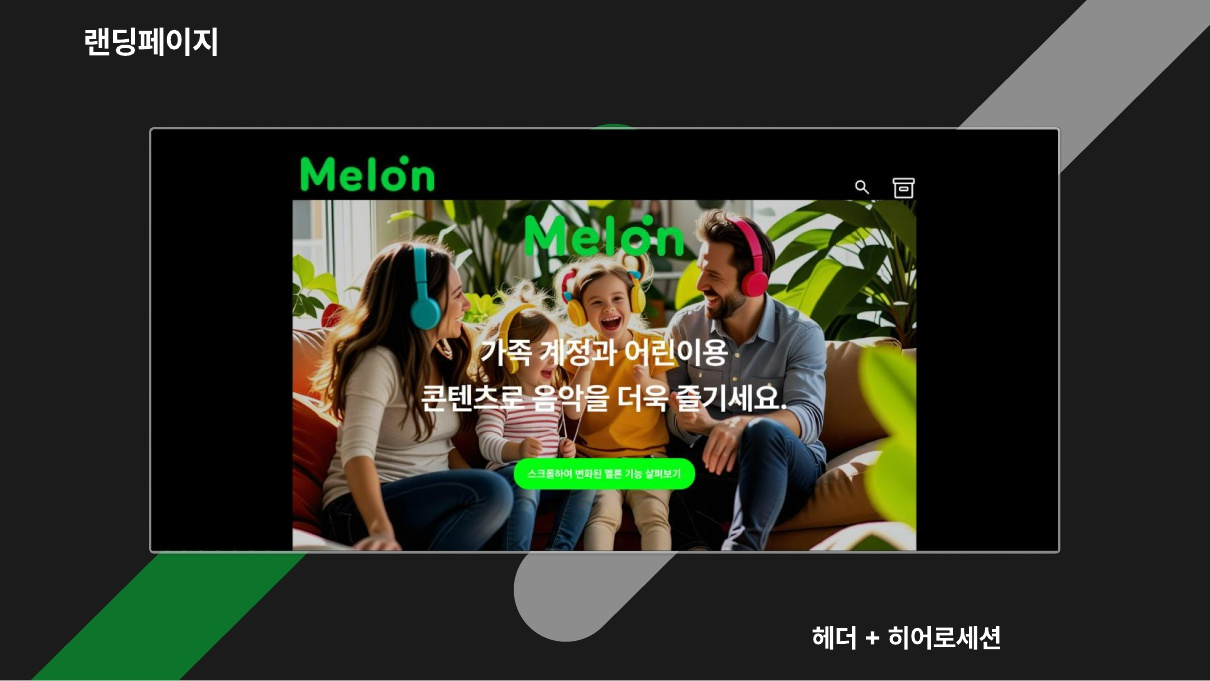 랜딩페이지
Melon
Melon
가족 계정과 어린이용
콘텐츠로 음악을 더욱 즐기세요.
스크롤하여 변화된 멜론 기능 살펴보기
헤더 + 히어로세션